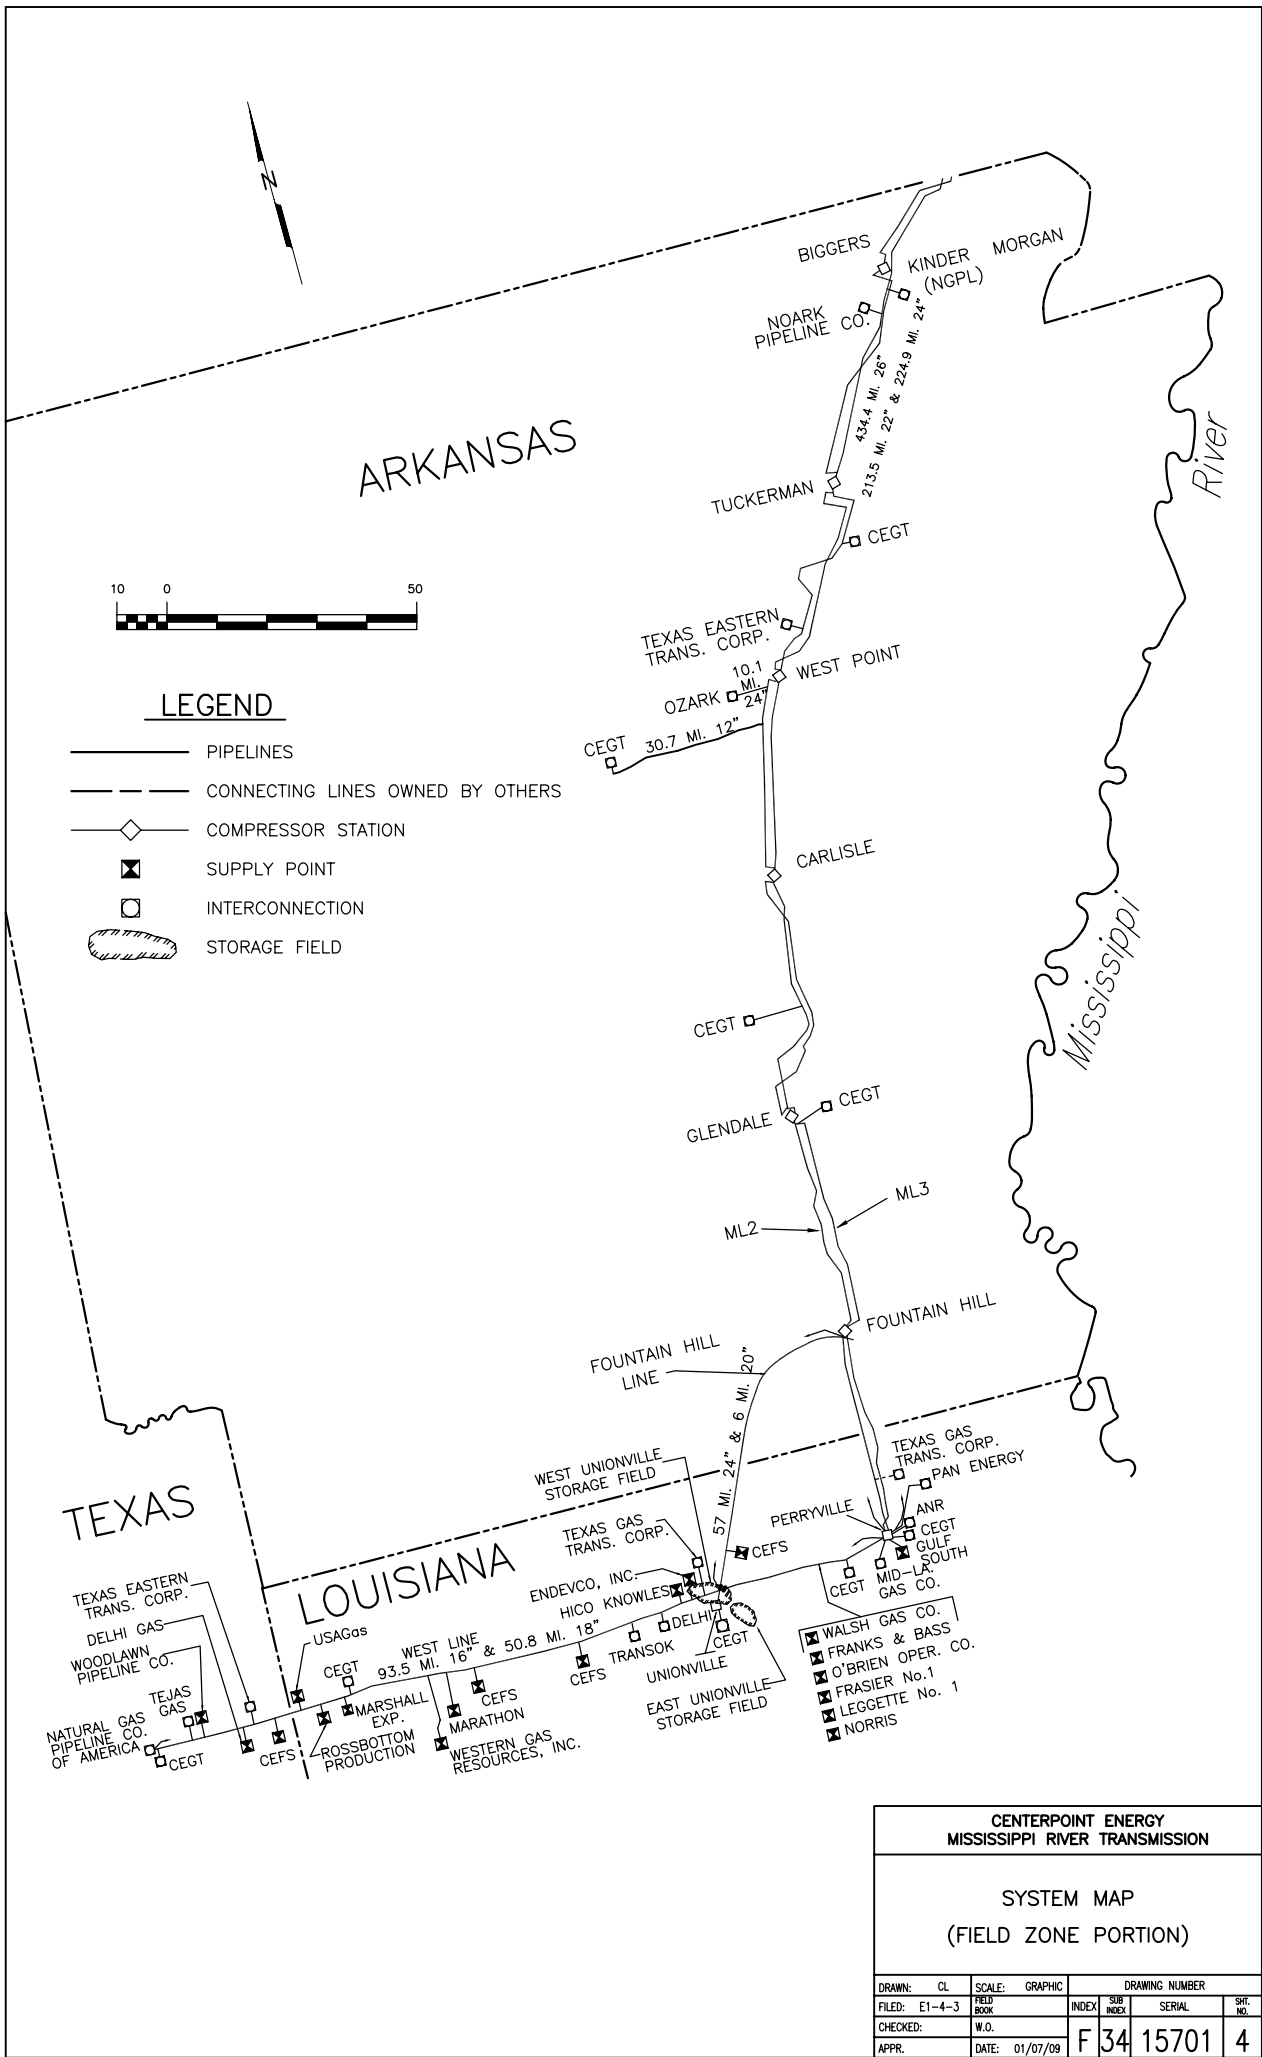 N
BIGGERS
KINDER MORGAN
(NGPL)
NOARK
PIPELINE CO.
434.4 MI. 26"
213.5 MI. 22" & 224.9 MI. 24"
ARKANSAS
River
TUCKERMAN
CEGT
10 0 50
TEXAS EASTERN
TRANS. CORP.
WEST POINT
10.1
MI.
24"
OZARK
CEGT
30.7 MI. 12"
LEGEND
PIPELINES
CONNECTING LINES OWNED BY OTHERS
COMPRESSOR STATION
SUPPLY POINT
INTERCONNECTION
STORAGE FIELD
CARLISLE
Mississippi
CEGT
CEGT
GLENDALE
ML3
ML2
FOUNTAIN HILL
FOUNTAIN HILL
LINE
57 MI. 24" & 6 MI. 20"
TEXAS GAS
TRANS. CORP.
PAN ENERGY
WEST UNIONVILLE
STORAGE FIELD
TEXAS
PERRYVILLE
ANR
CEGT
GULF
SOUTH
TEXAS GAS
TRANS. CORP.
CEFS
LOUISIANA
ENDEVCO, INC.
HICO KNOWLES
CEGT
MID-LA.
GAS CO.
TEXAS EASTERN
TRANS. CORP.
DELHI GAS
WOODLAWN
PIPELINE CO.
TEJAS
GAS
NATURAL GAS
PIPELINE CO.
OF AMERICA
CEGT
CEFS
USAGas
CEGT
WEST LINE
93.5 MI. 16" & 50.8 MI. 18"
MARSHALL
EXP.
ROSSBOTTOM
PRODUCTION
CEFS
MARATHON
WESTERN GAS
RESOURCES, INC.
CEFS
TRANSOK
DELHI
CEGT
UNIONVILLE
EAST UNIONVILLE
STORAGE FIELD
WALSH GAS CO.
FRANKS & BASS
O'BRIEN OPER. CO.
FRASIER No.1
LEGGETTE No. 1
NORRIS
CENTERPOINT ENERGY
MISSISSIPPI RIVER TRANSMISSION
SYSTEM MAP
(FIELD ZONE PORTION)
DRAWN: CL SCALE: GRAPHIC DRAWING NUMBER
FILED: E1-4-3 FIELD BOOK INDEX SUB INDEX SERIAL SHT. NO.
CHECKED: W.O. F 34 15701 4
APPR. DATE: 01/07/09